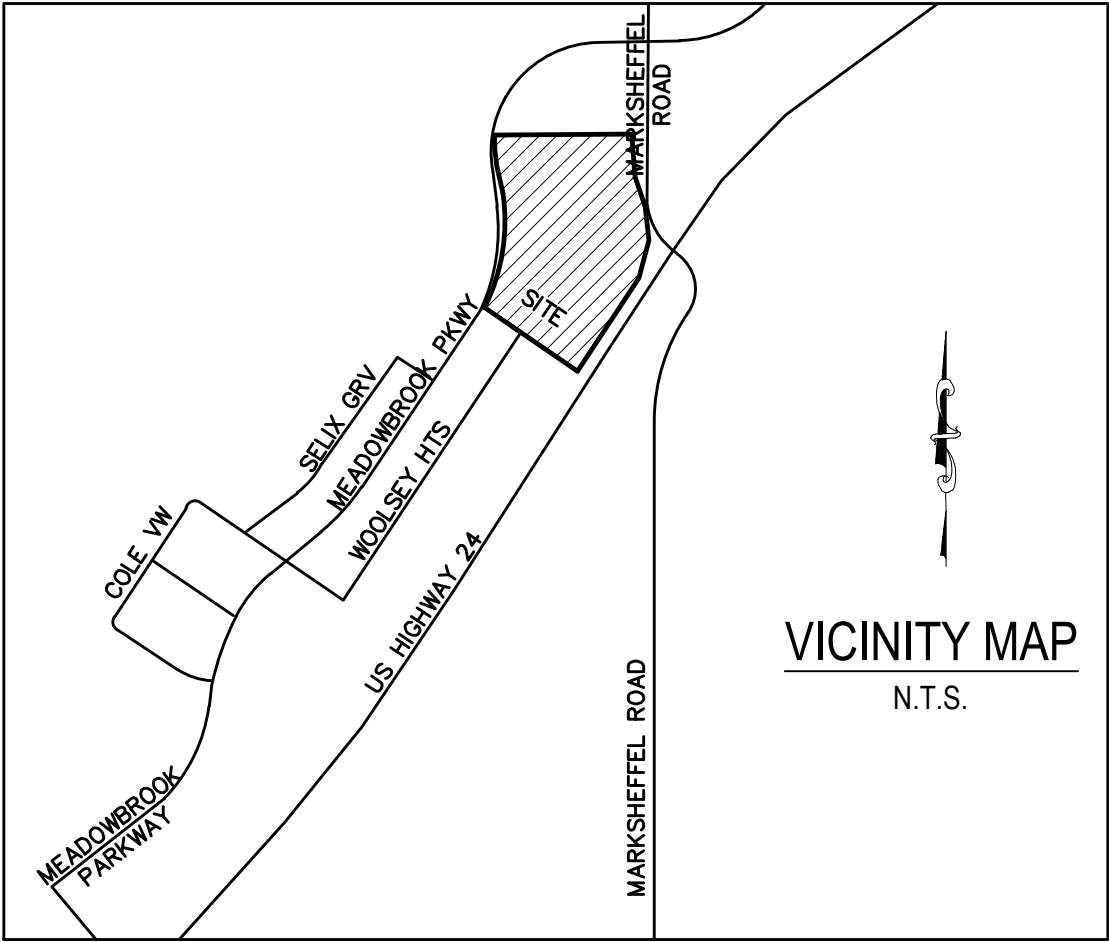 MARKSHEFFEL
ROAD
SITE
MEADOWBROOK PKWY
SELIX GRV
WOOLSEY HTS
COLE VW
US HIGHWAY 24
VICINITY MAP
N.T.S.
MARKSHEFFEL ROAD
MEADOWBROOK
PARKWAY